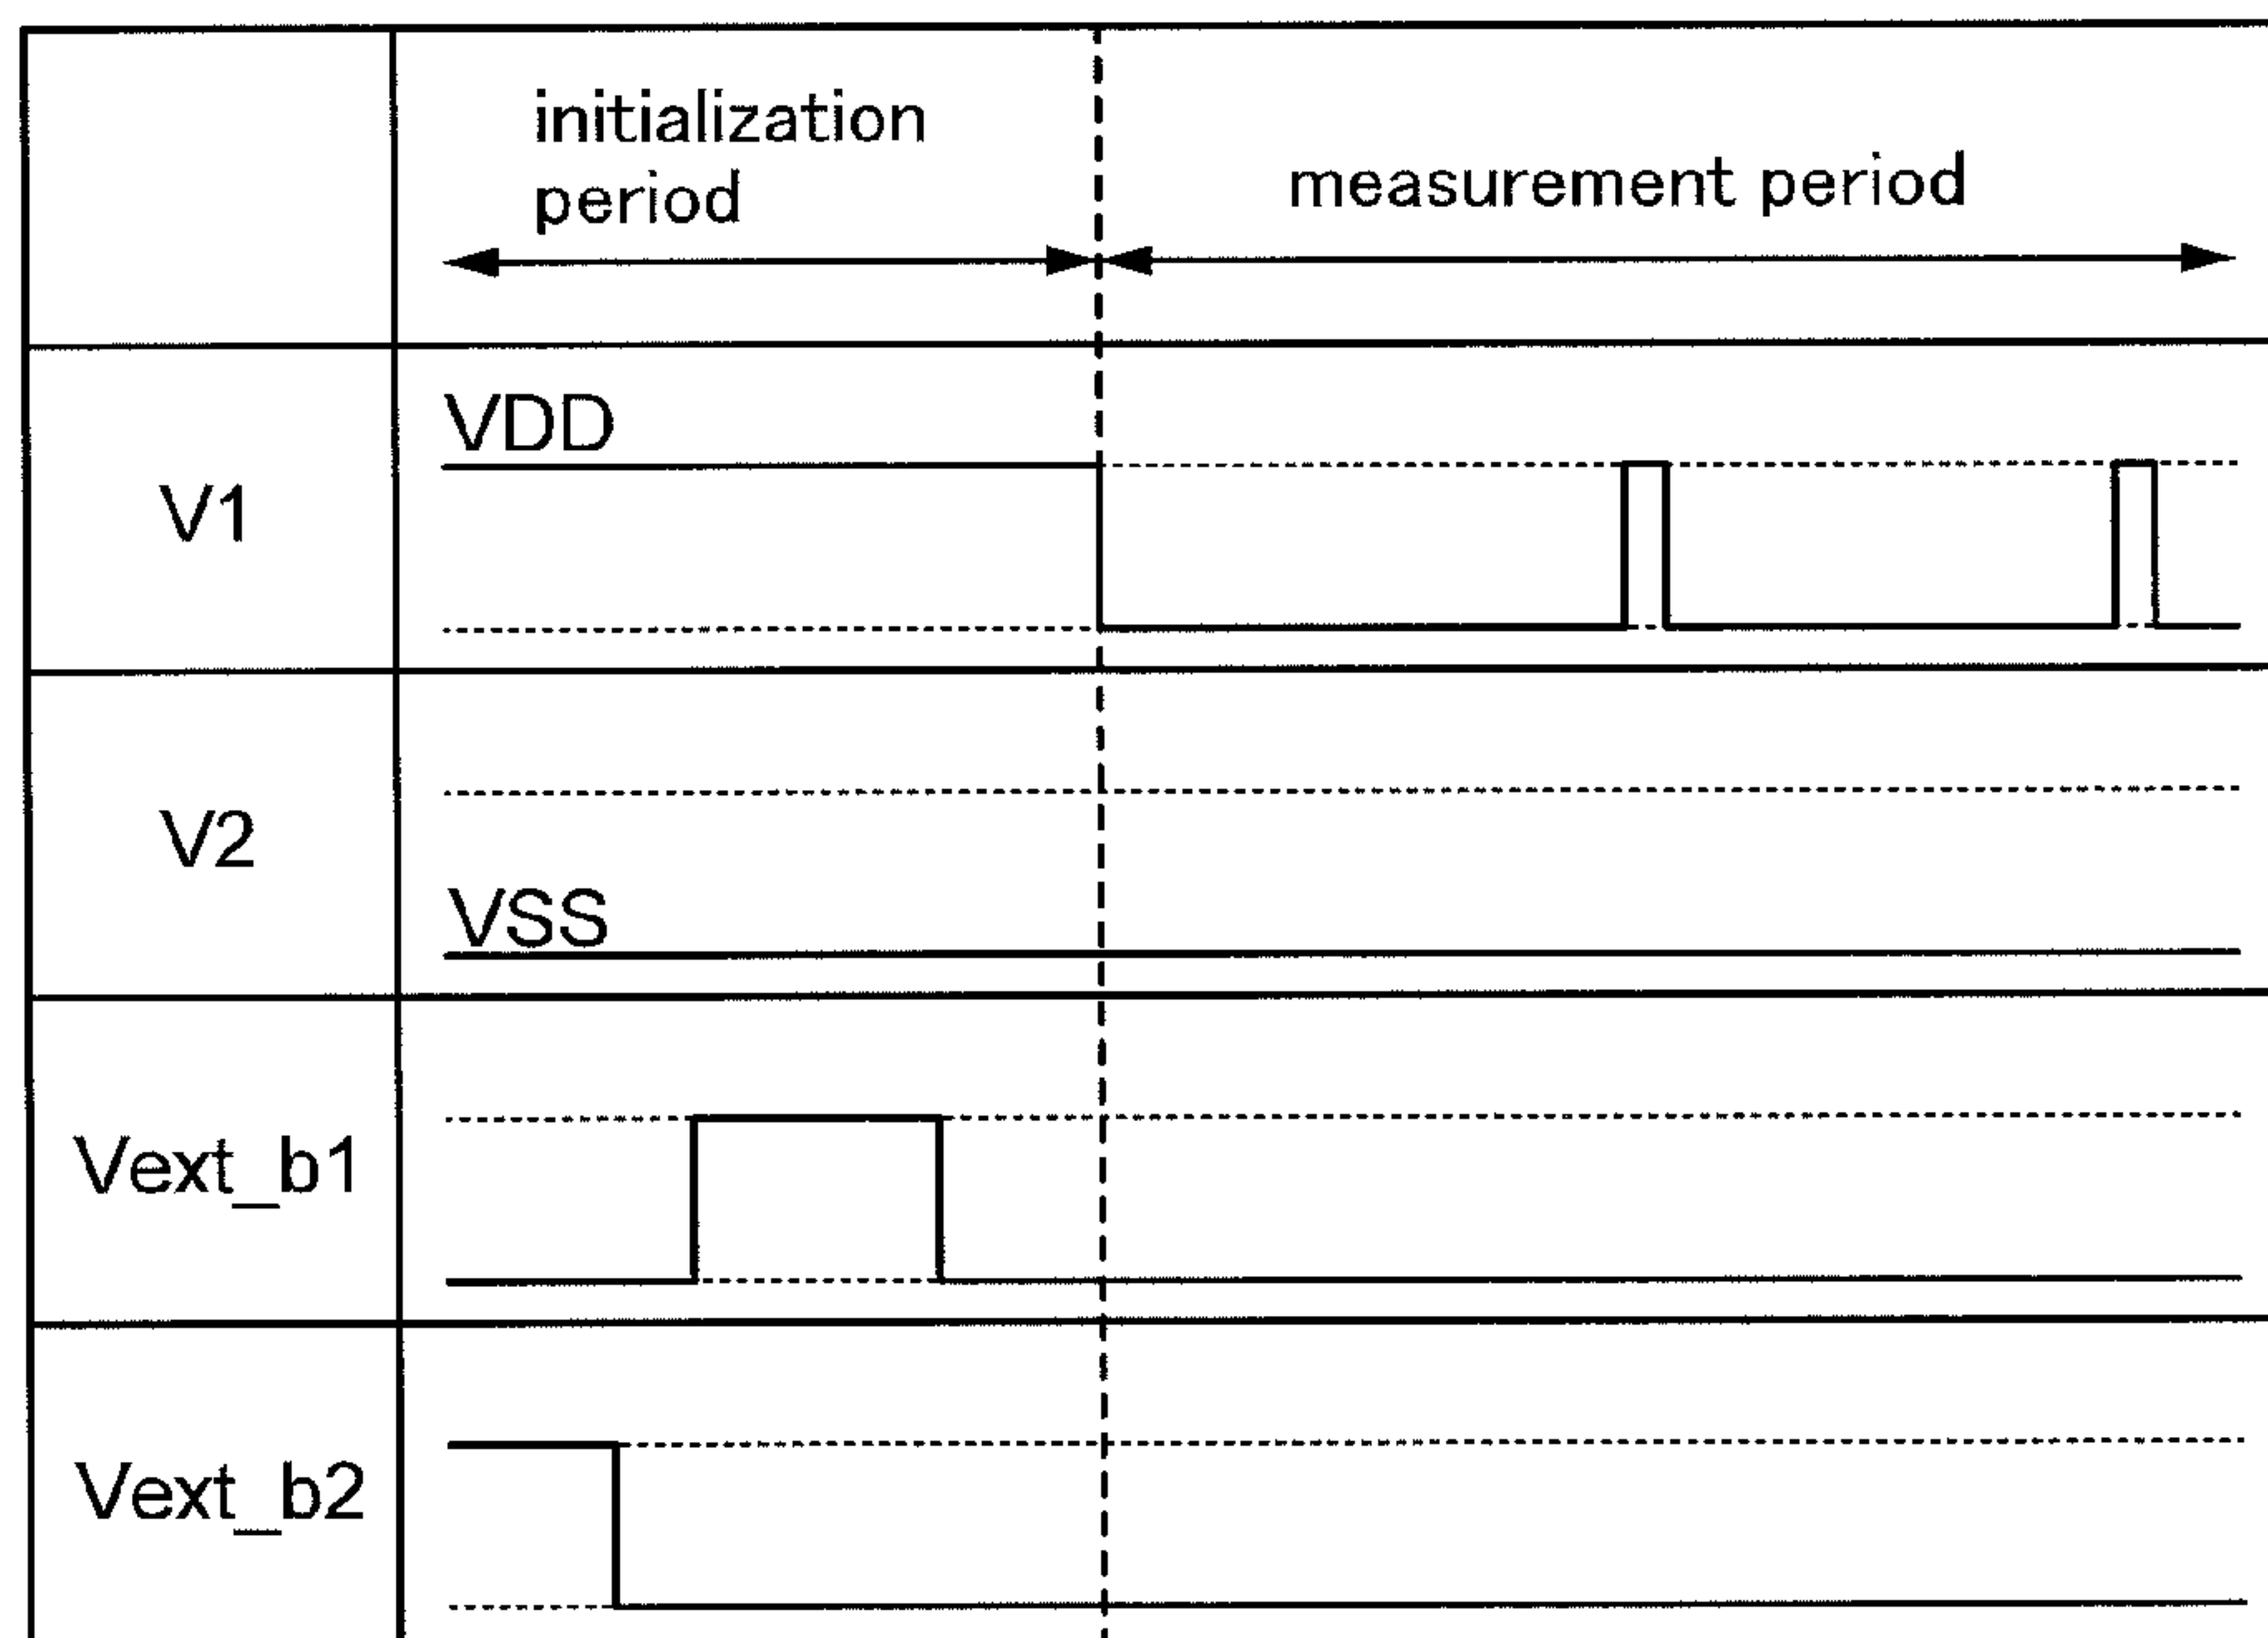 initialization
period
measurement period
VDD
V1
V2
VSS
Vext_b1
Vext_b2